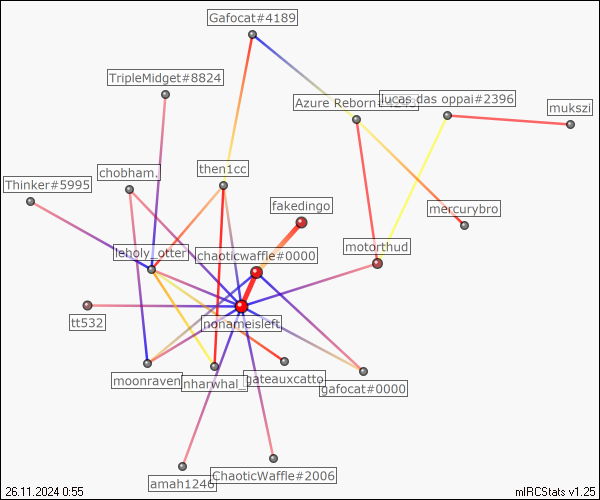 Gafocat#4189
TripleMidget#8824
Azure Reborn#4243
lucas das oppai#2396
mukszi
chobham.
then1cc
Thinker#5995
fakedingo
mercurybro
leholy_otter
chaoticwaffle#0000
motorthud
tt532
nonameisleft
moonraven
nharwhal_
gateauxcatto
gafocat#0000
amah1246
ChaoticWaffle#2006
26.11.2024 0:55
mIRCStats v1.25